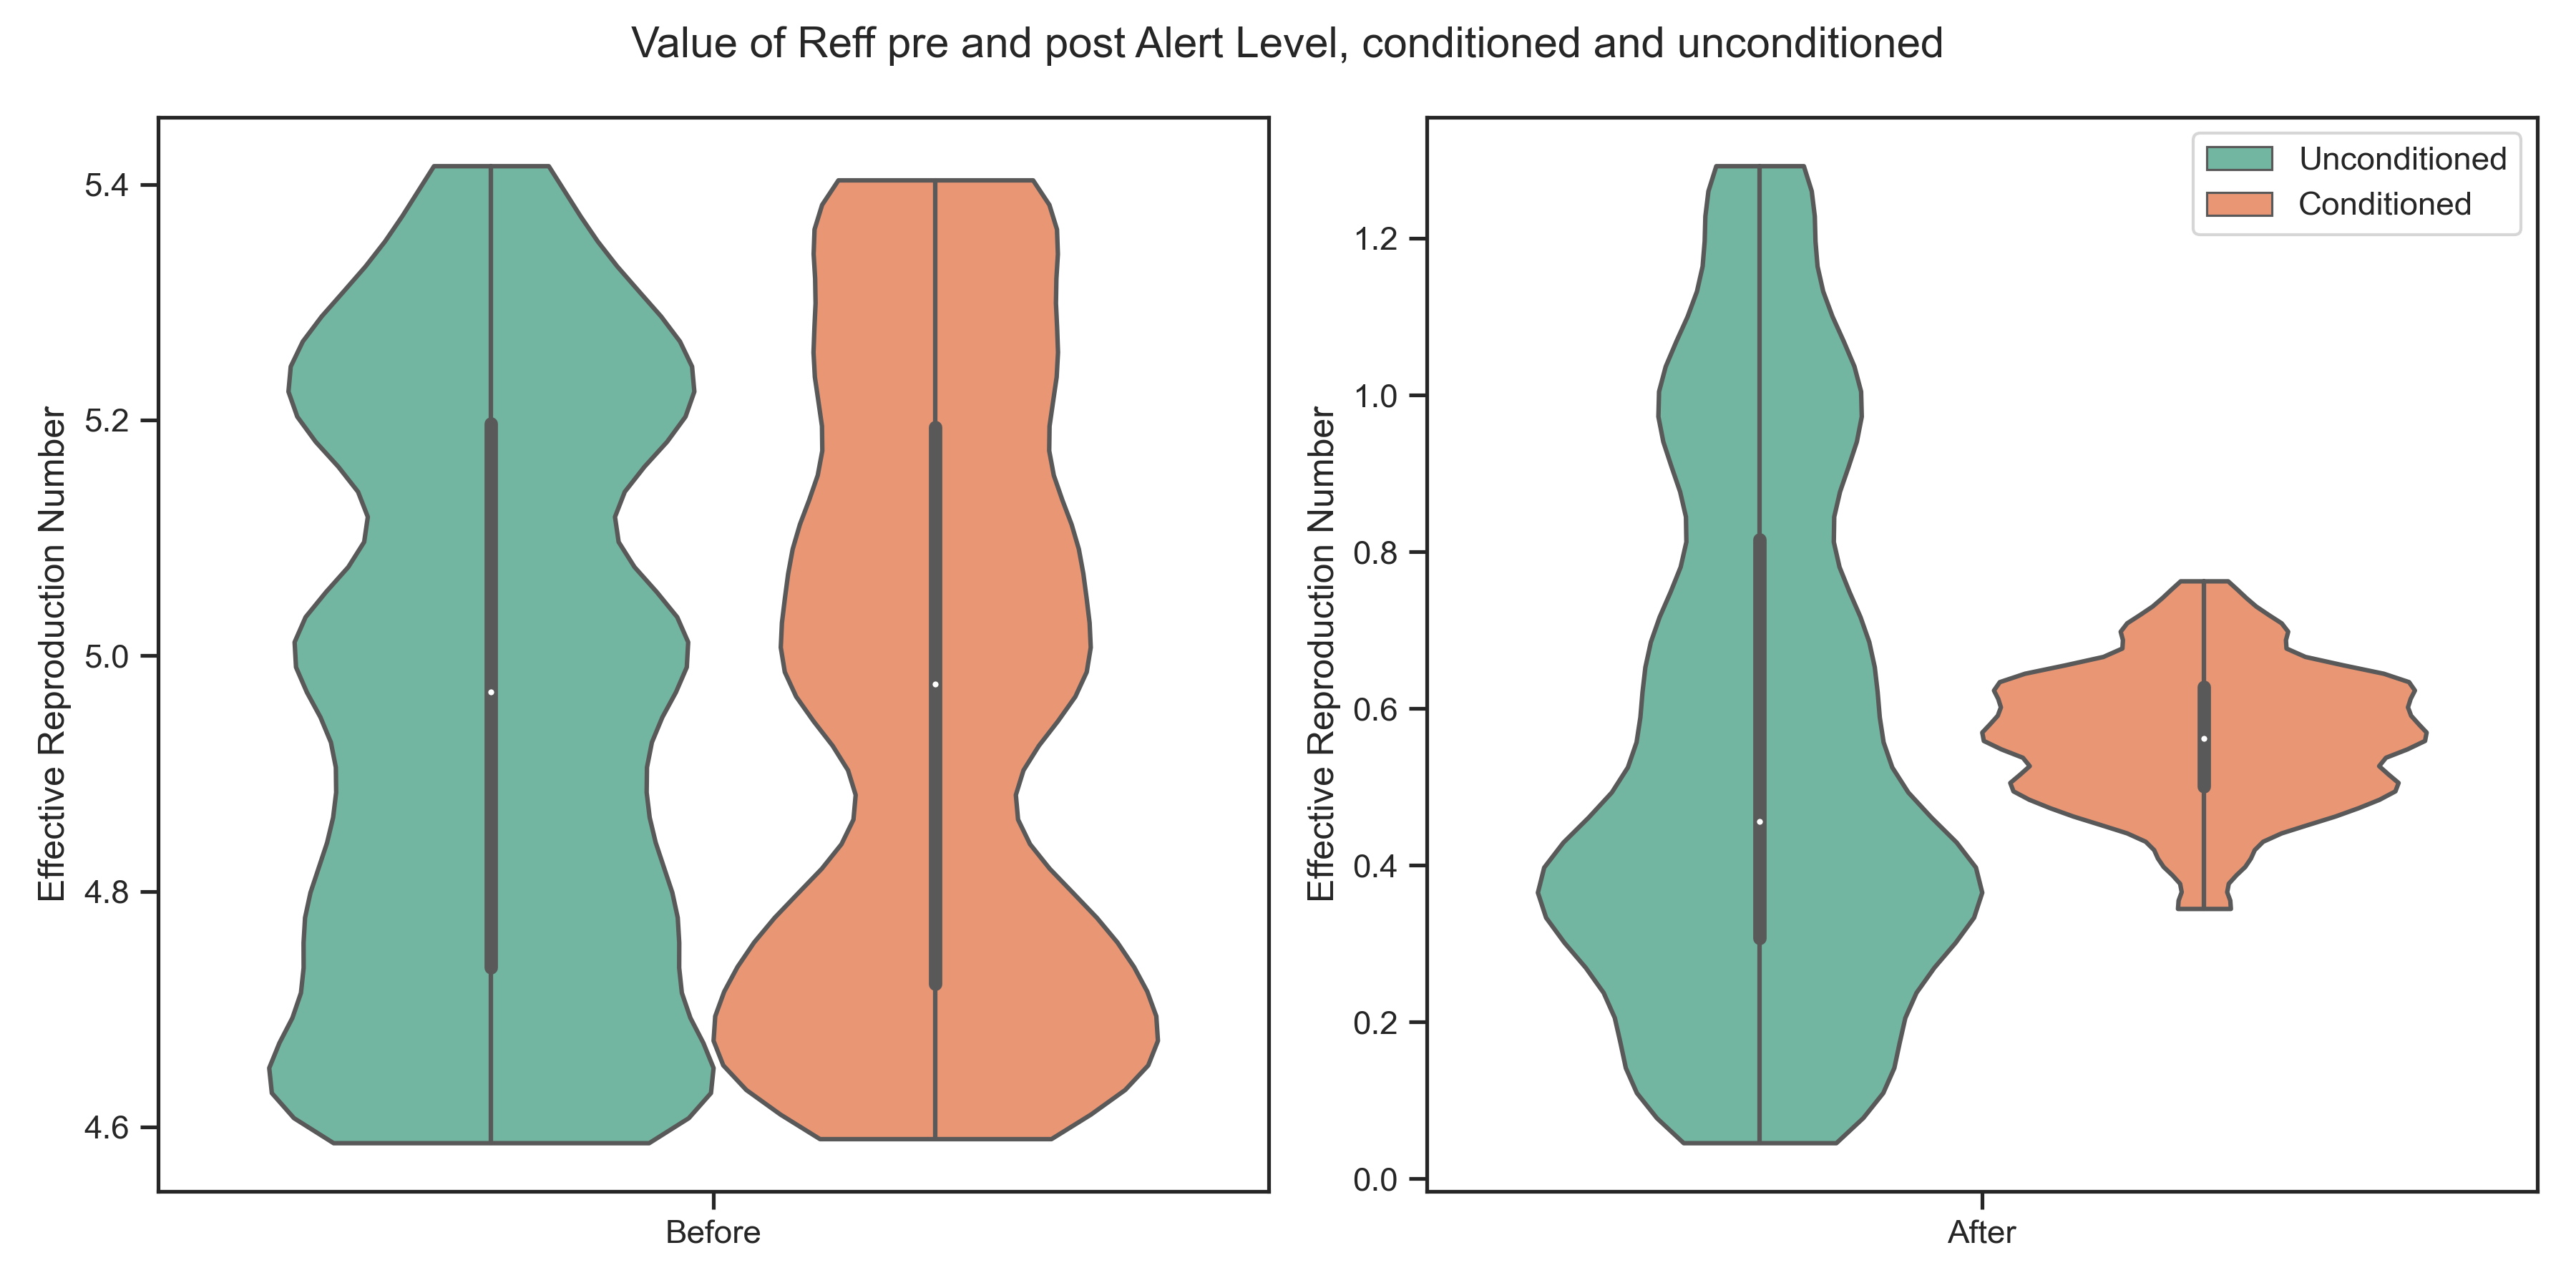 Value of Reff pre and post Alert Level, conditioned and unconditioned
Effective Reproduction Number
5.4
5.2
5.0
4.8
4.6
Before
Effective Reproduction Number
1.2
1.0
0.8
0.6
0.4
0.2
0.0
After
Unconditioned
Conditioned